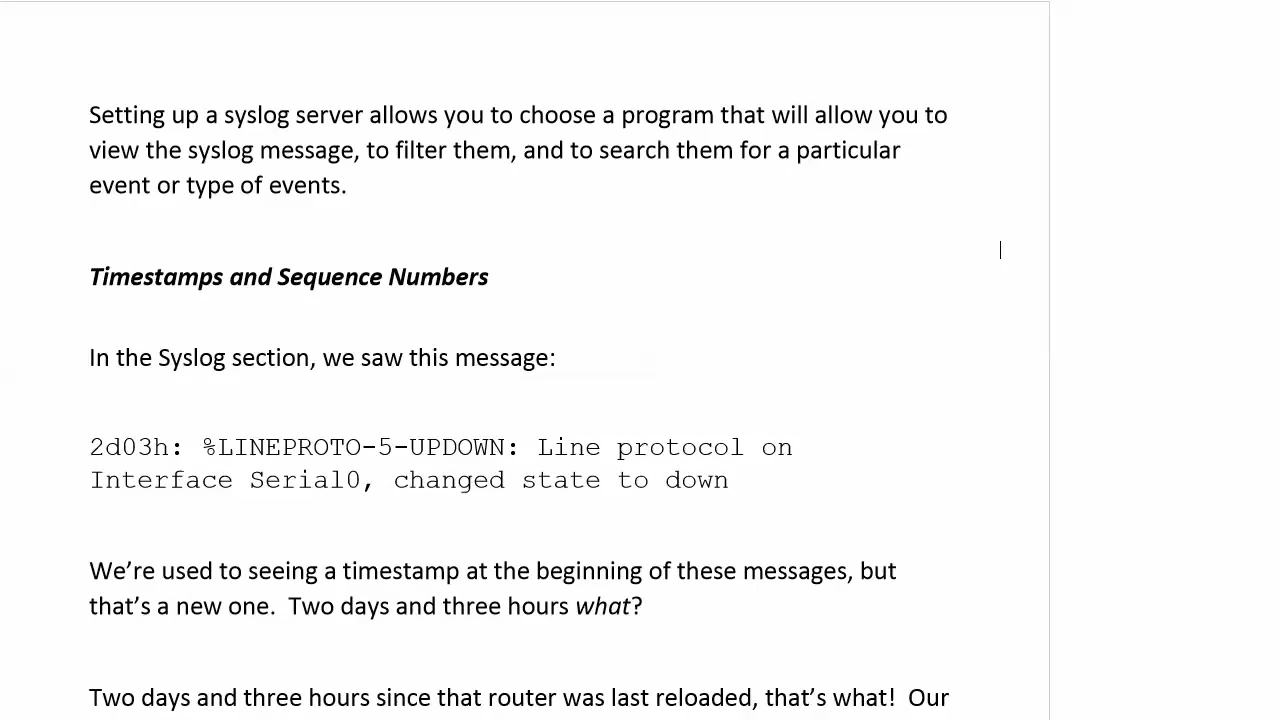 Setting up a syslog server allows you to choose a program that will allow you to
view the syslog message, to filter them, and to search them for a particular
event or type of events.
Timestamps and Sequence Numbers
In the Syslog section, we saw this message:
2d03h: %LINEPROTO-5-UPDOWN: Line protocol on
Interface Serial0, changed state to down
We’re used to seeing a timestamp at the beginning of these messages, but
that’s a new one.  Two days and three hours what?
Two days and three hours since that router was last reloaded, that’s what!  Our